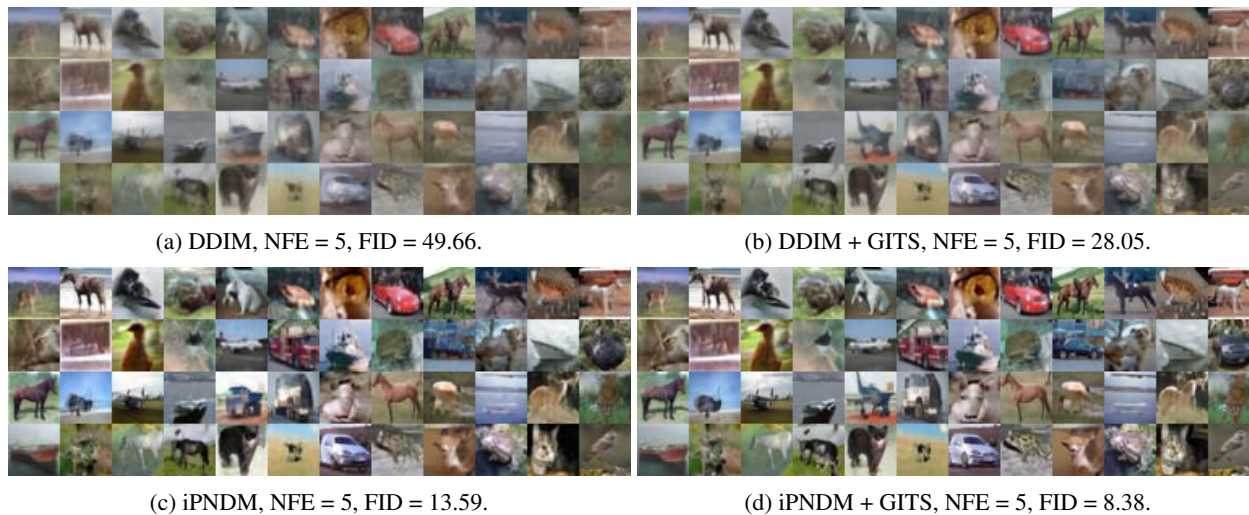 (a) DDIM, NFE = 5, FID = 49.66.
(b) DDIM + GITS, NFE = 5, FID = 28.05.
(c) iPNDM, NFE = 5, FID = 13.59.
(d) iPNDM + GITS, NFE = 5, FID = 8.38.